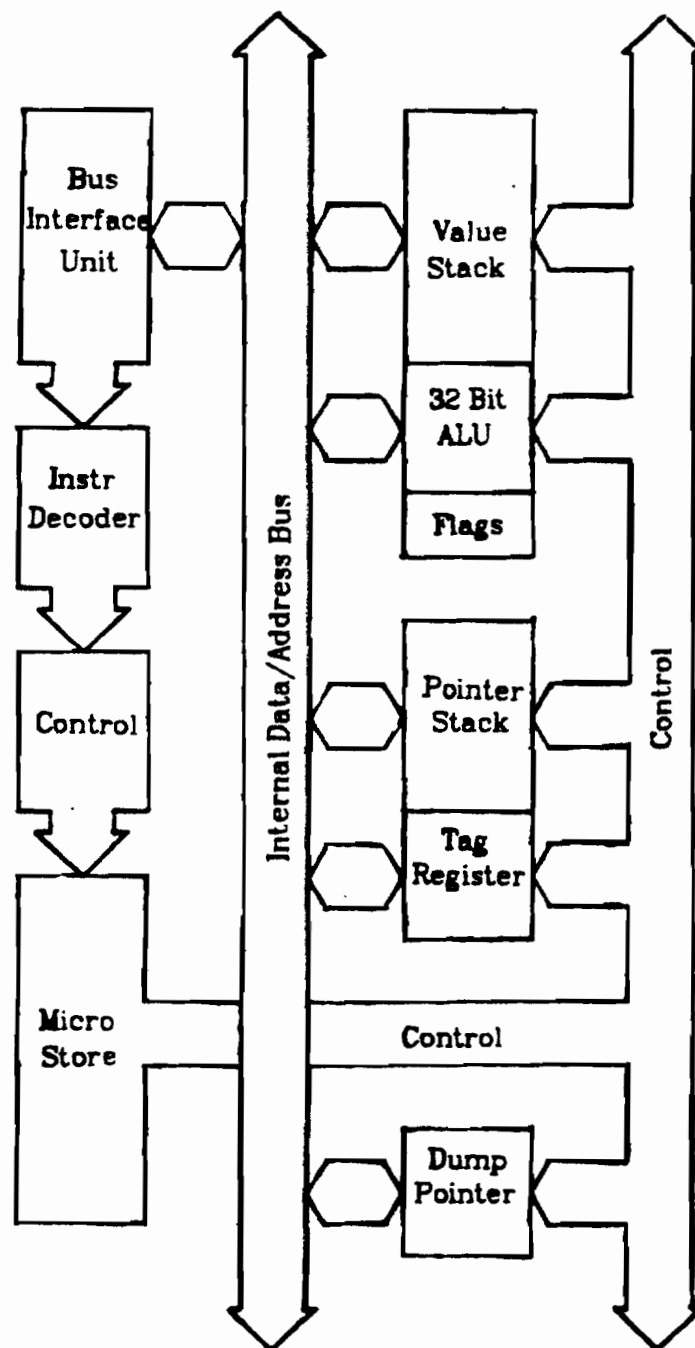 Bus
Interface
Unit
Instr
Decoder
Control
Micro
Store
Internal Data/Address Bus
Value
Stack
32 Bit
ALU
Flags
Pointer
Stack
Tag
Register
Control
Dump
Pointer
Control